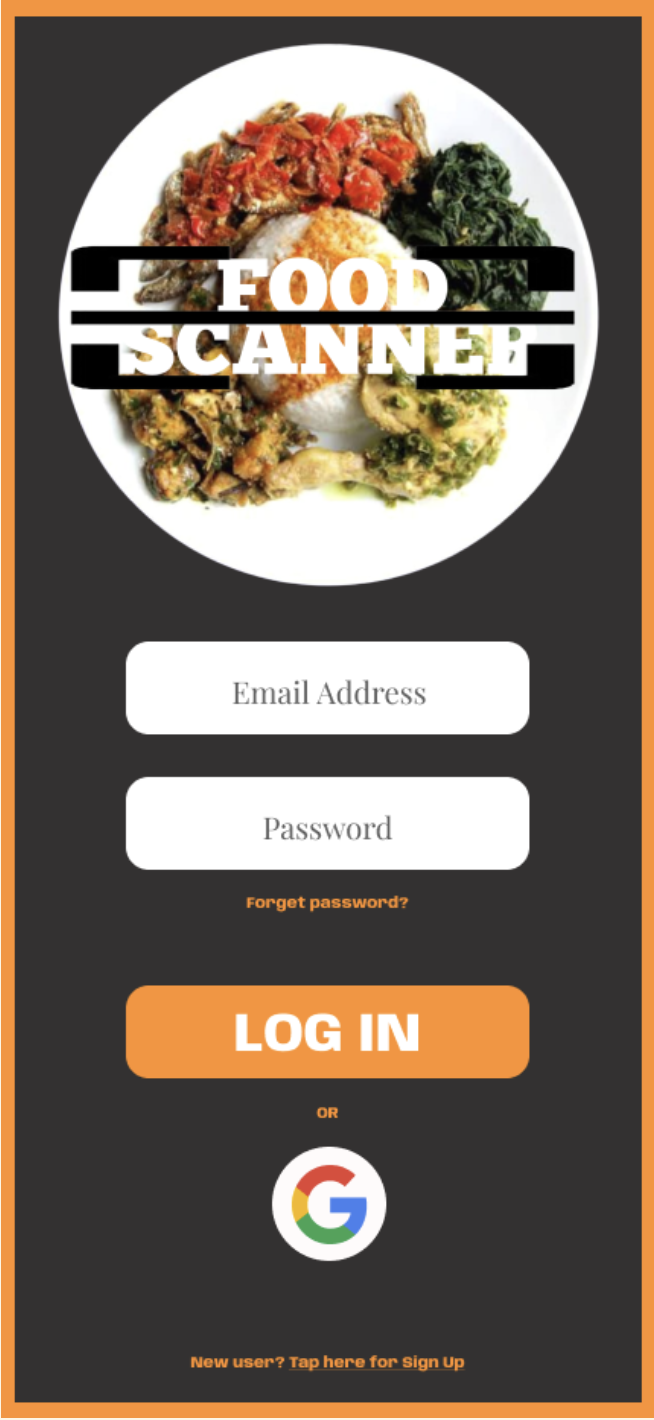 FOOD
SCANNER
Email Address
Password
Forget password?
LOG IN
OR
G
New user? Tap here for Sign Up